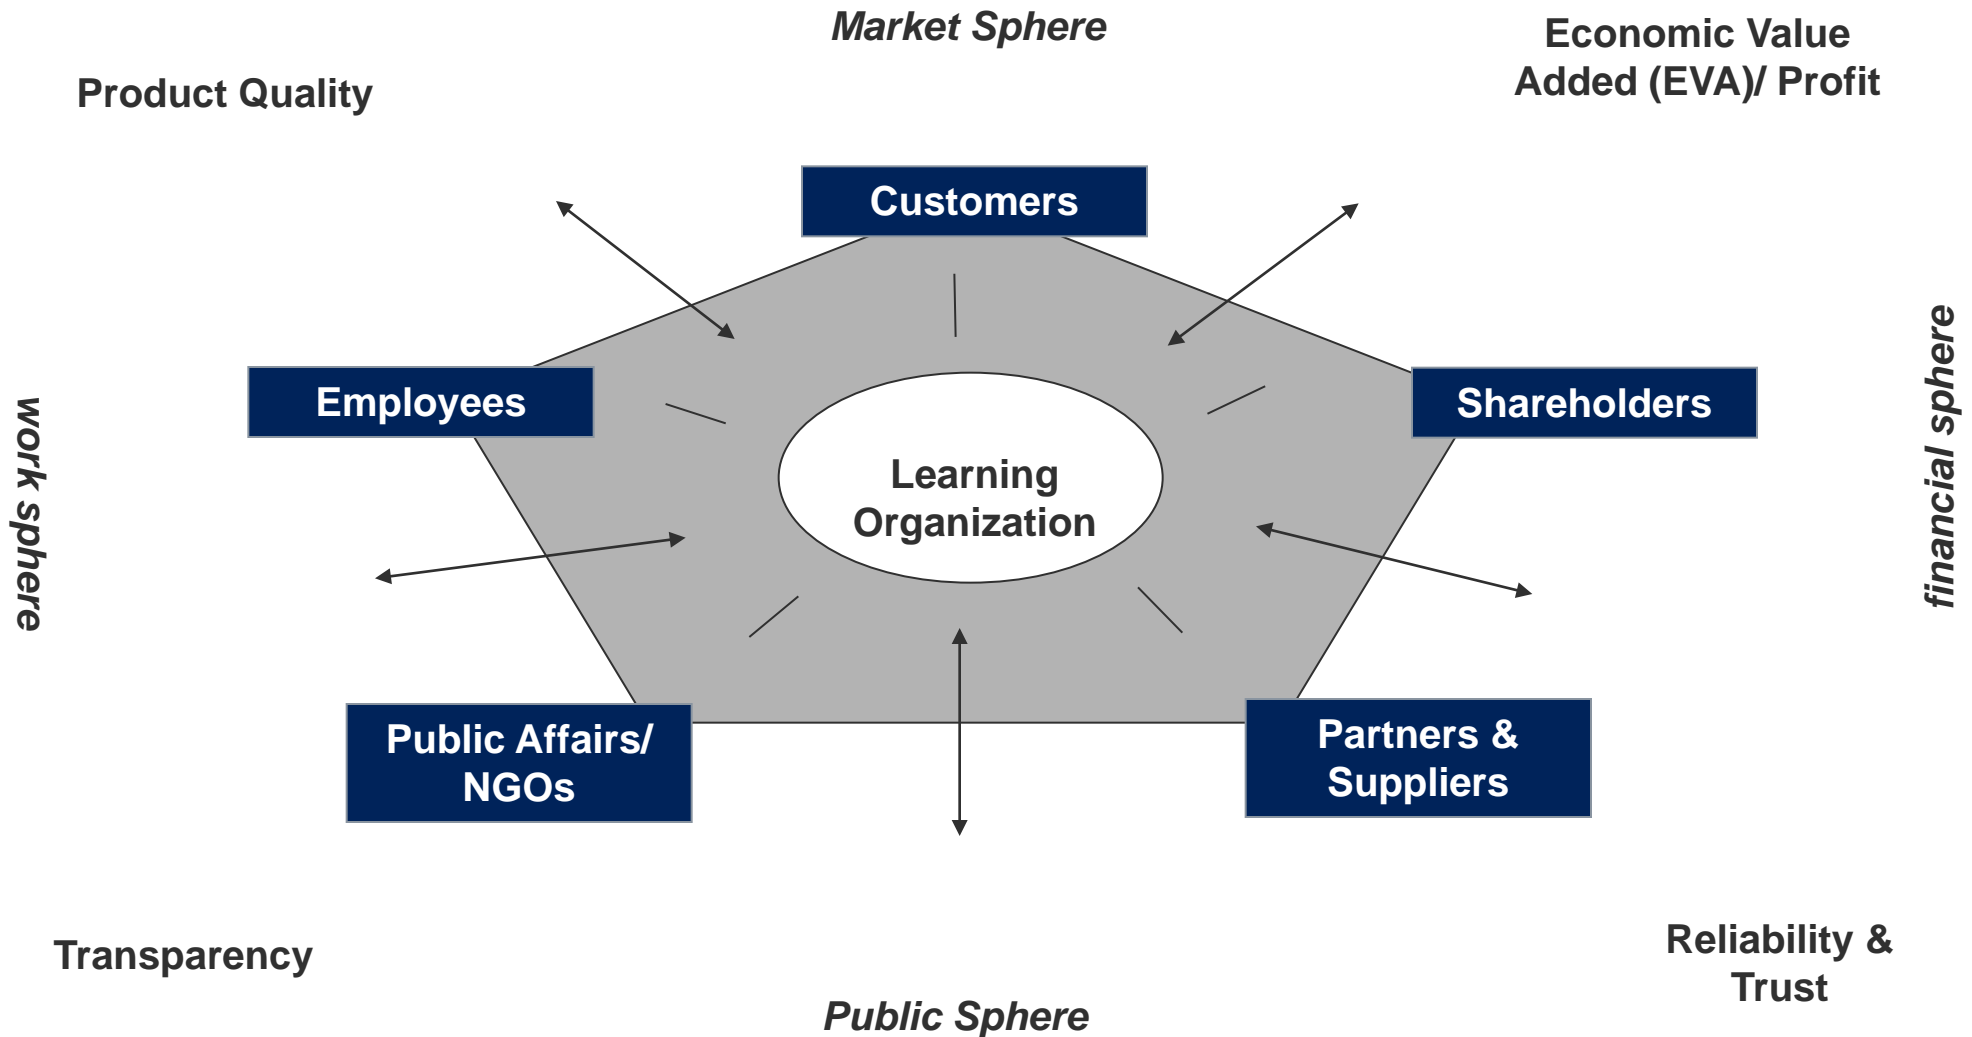 Market Sphere
Economic Value
Added (EVA)/ Profit
Product Quality
Customers
Employees
Shareholders
work sphere
financial sphere
Learning
Organization
Public Affairs/
NGOs
Partners &
Suppliers
Transparency
Reliability &
Trust
Public Sphere